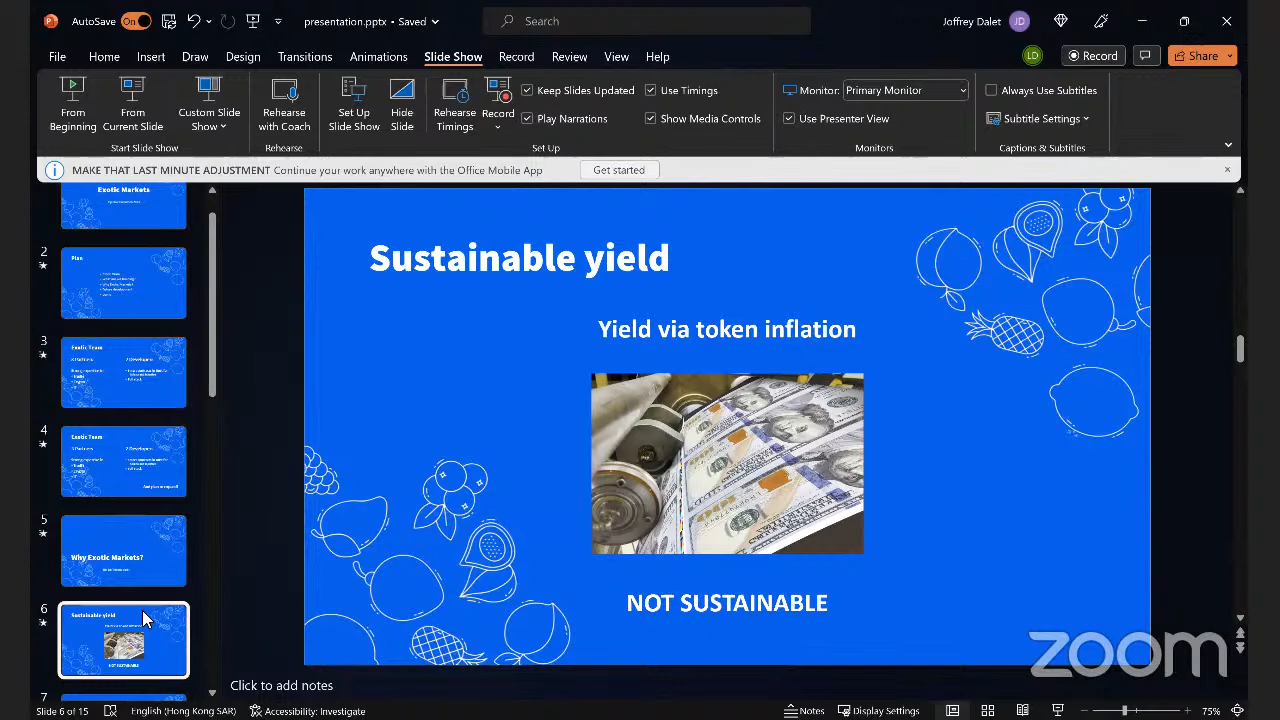 AutoSave On presentation.pptx • Saved Search Joffrey Dalet JD
File Home Insert Draw Design Transitions Animations Slide Show Record Review View Help LD Record Share
From Beginning
From Current Slide
Custom Slide Show
Rehearse with Coach
Set Up Slide Show
Hide Slide
Rehearse Timings
Record
Keep Slides Updated
Play Narrations
Use Timings
Show Media Controls
Monitor: Primary Monitor
Use Presenter View
Always Use Subtitles
Subtitle Settings
Start Slide Show Rehearse Set Up Monitors Captions & Subtitles
MAKE THAT LAST MINUTE ADJUSTMENT Continue your work anywhere with the Office Mobile App Get started
Exotic Markets
2
Plan
3
Exotic Team
4
Exotic Team
5
Why Exotic Markets?
6
Sustainable yield
NOT SUSTAINABLE
7
Sustainable yield
Yield via token inflation
NOT SUSTAINABLE
zoom
Click to add notes
Slide 6 of 15 English (Hong Kong SAR) Accessibility: Investigate Notes Display Settings 75%